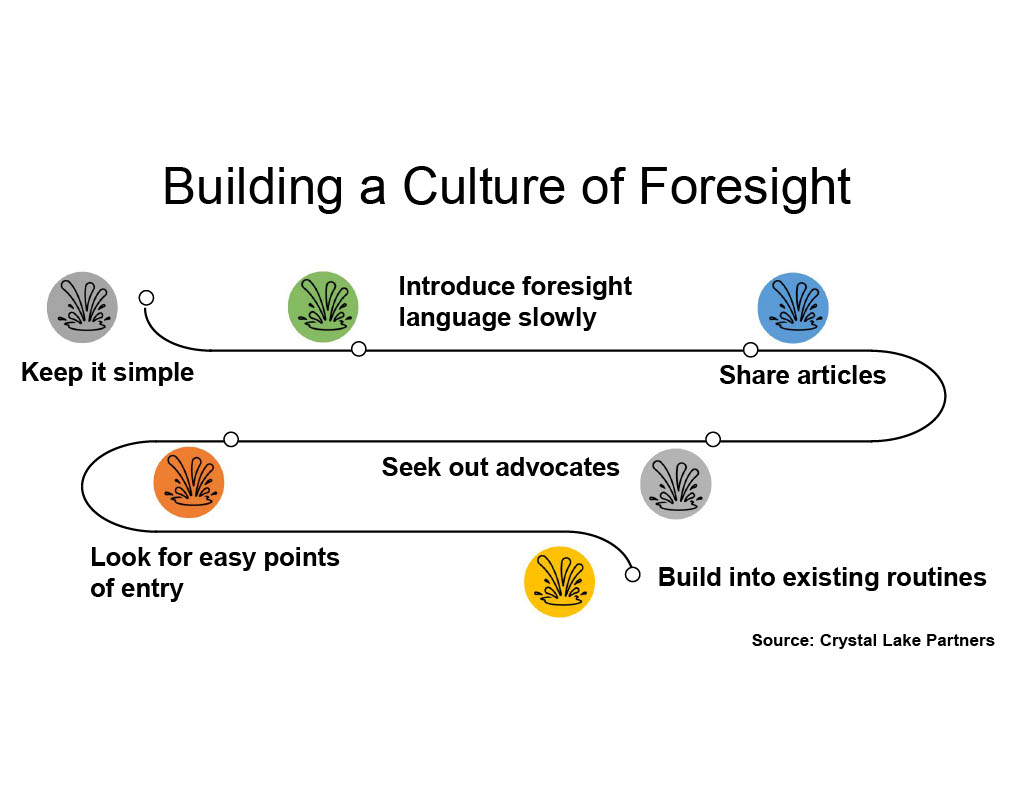 Building a Culture of Foresight
Keep it simple
Introduce foresight
language slowly
Share articles
Seek out advocates
Look for easy points
of entry
Build into existing routines
Source: Crystal Lake Partners